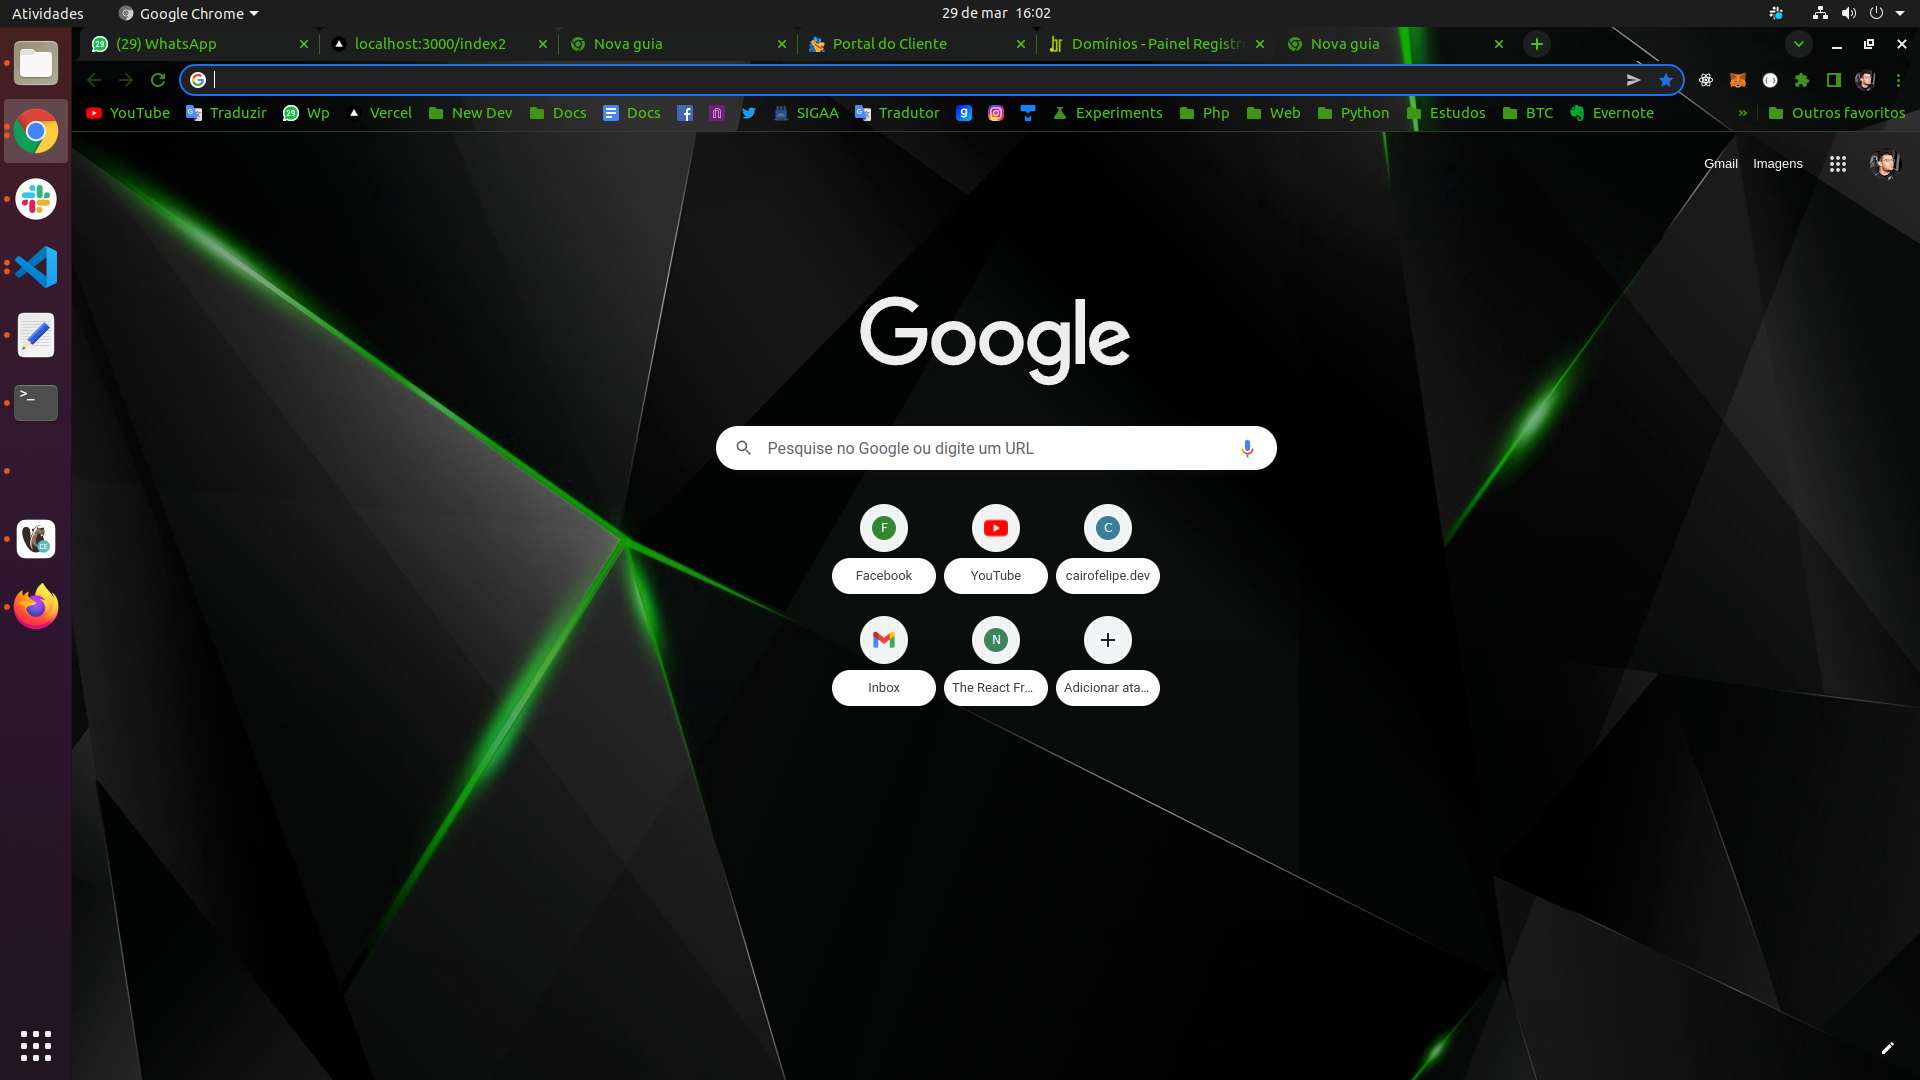 Atividades
Google Chrome
29 de mar 16:02
(29) WhatsApp
localhost:3000/index2
Nova guia
Portal do Cliente
Domínios - Painel Registr
Nova guia
YouTube
Traduzir
Wp
Vercel
New Dev
Docs
Docs
SIGAA
Tradutor
Experiments
Php
Web
Python
Estudos
BTC
Evernote
»
Outros favoritos
Gmail
Imagens
Google
Pesquise no Google ou digite um URL
F
C
Facebook
YouTube
cairofelipe.dev
N
Inbox
The React Fr...
Adicionar ata...